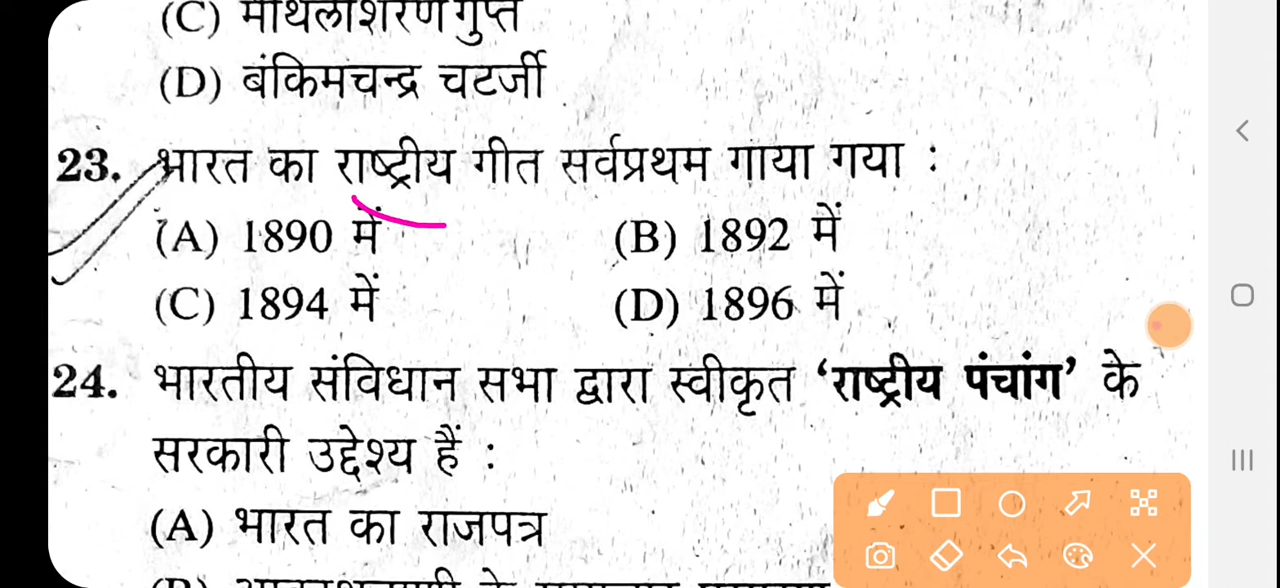 (C) मैथिलीशरण गुप्त
(D) बंकिमचन्द्र चटर्जी
23. भारत का राष्ट्रीय गीत सर्वप्रथम गाया गया :
(A) 1890 में (B) 1892 में
(C) 1894 में (D) 1896 में
24. भारतीय संविधान सभा द्वारा स्वीकृत ‘राष्ट्रीय पंचांग’ के
सरकारी उद्देश्य हैं :
(A) भारत का राजपत्र